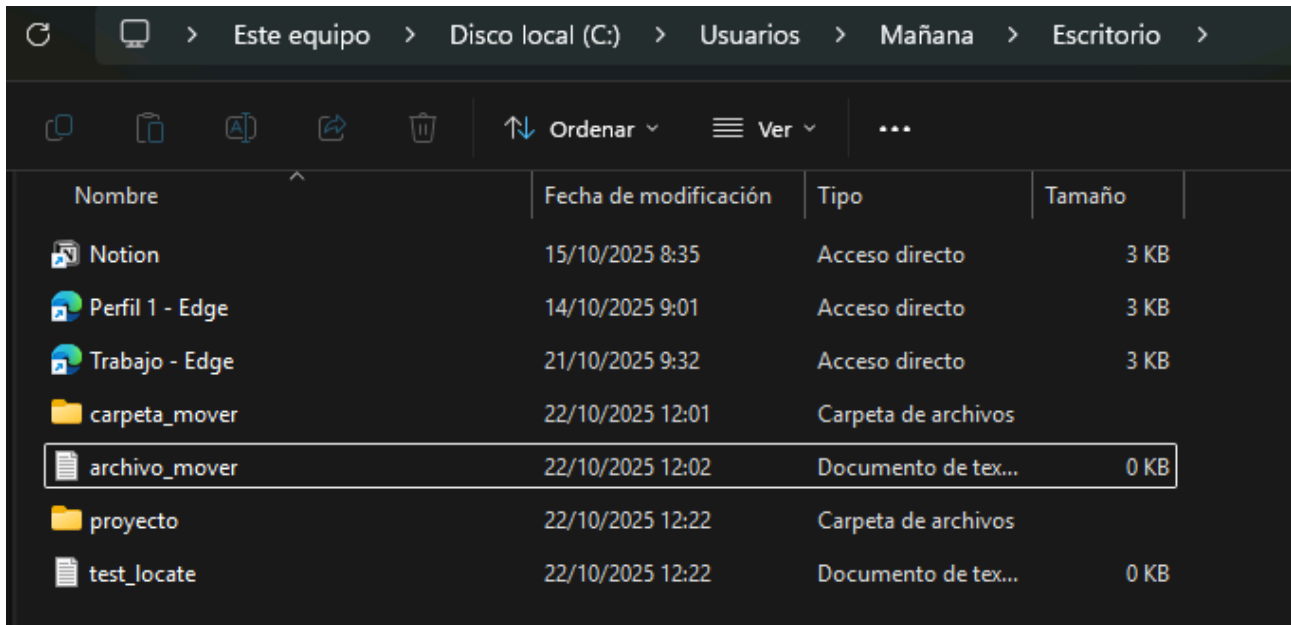 Este equipo > Disco local (C:) > Usuarios > Mañana > Escritorio >
Ordenar Ver
Nombre Fecha de modificación Tipo Tamaño
Notion 15/10/2025 8:35 Acceso directo 3 KB
Perfil 1 - Edge 14/10/2025 9:01 Acceso directo 3 KB
Trabajo - Edge 21/10/2025 9:32 Acceso directo 3 KB
carpeta_mover 22/10/2025 12:01 Carpeta de archivos
archivo_mover 22/10/2025 12:02 Documento de tex... 0 KB
proyecto 22/10/2025 12:22 Carpeta de archivos
test_locate 22/10/2025 12:22 Documento de tex... 0 KB